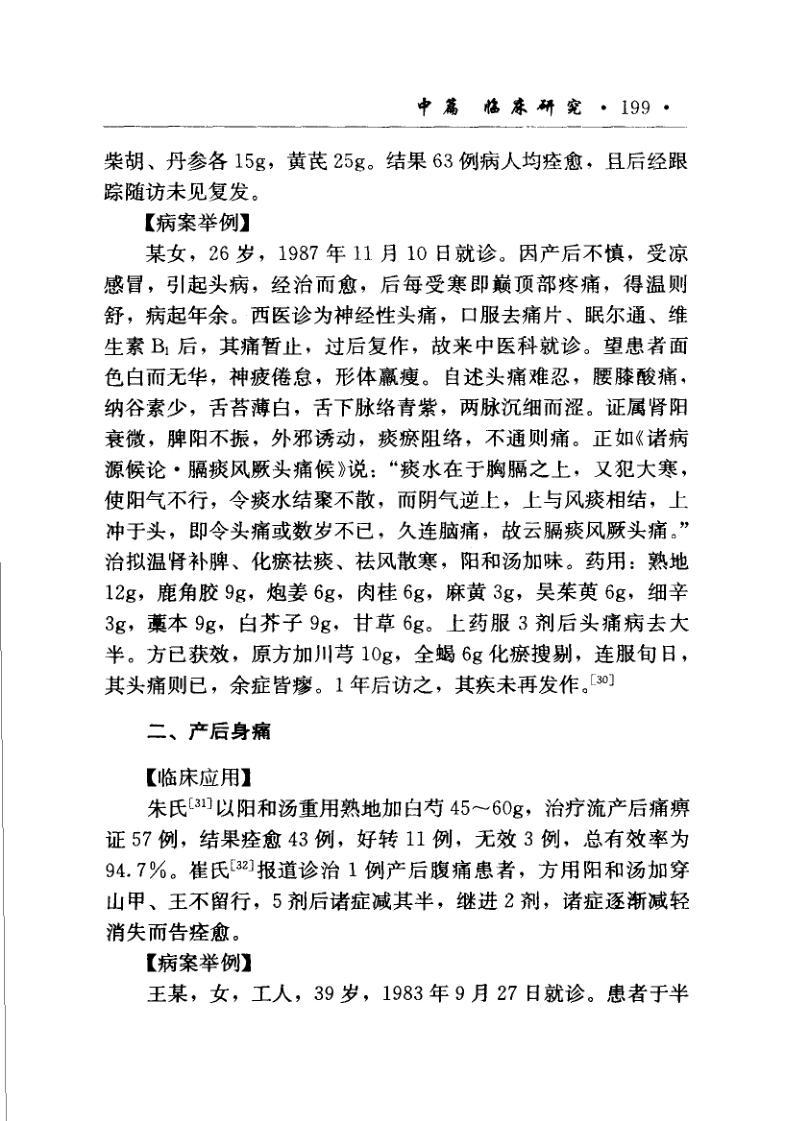 中篇 临床研究 · 199 ·
柴胡、丹参各 15g，黄芪 25g。结果 63 例病人均痊愈，且后经跟
踪随访未见复发。
【病案举例】
某女，26 岁，1987 年 11 月 10 日就诊。因产后不慎，受凉
感冒，引起头病，经治而愈，后每受寒即巅顶部疼痛，得温则
舒，病起年余。西医诊为神经性头痛，口服去痛片、眠尔通、维
生素 B₁ 后，其痛暂止，过后复作，故来中医科就诊。望患者面
色白而无华，神疲倦怠，形体羸瘦。自述头痛难忍，腰膝酸痛，
纳谷素少，舌苔薄白，舌下脉络青紫，两脉沉细而涩。证属肾阳
衰微，脾阳不振，外邪诱动，痰瘀阻络，不通则痛。正如《诸病
源候论·膈痰风厥头痛候》说：“痰水在于胸膈之上，又犯大寒，
使阳气不行，令痰水结聚不散，而阴气逆上，上与风痰相结，上
冲于头，即令头痛或数岁不已，久连脑痛，故云膈痰风厥头痛。”
治拟温肾补脾、化瘀祛痰、祛风散寒，阳和汤加味。药用：熟地
12g，鹿角胶 9g，炮姜 6g，肉桂 6g，麻黄 3g，吴茱萸 6g，细辛
3g，藁本 9g，白芥子 9g，甘草 6g。上药服 3 剂后头痛病去大
半。方已获效，原方加川芎 10g，全蝎 6g 化瘀搜剔，连服旬日，
其头痛则已，余症皆瘳。1 年后访之，其疾未再发作。[30]
二、产后身痛
【临床应用】
朱氏[31]以阳和汤重用熟地加白芍 45～60g，治疗流产后痛痹
证 57 例，结果痊愈 43 例，好转 11 例，无效 3 例，总有效率为
94.7%。崔氏[32]报道诊治 1 例产后腹痛患者，方用阳和汤加穿
山甲、王不留行，5 剂后诸症减其半，继进 2 剂，诸症逐渐减轻
消失而告痊愈。
【病案举例】
王某，女，工人，39 岁，1983 年 9 月 27 日就诊。患者于半